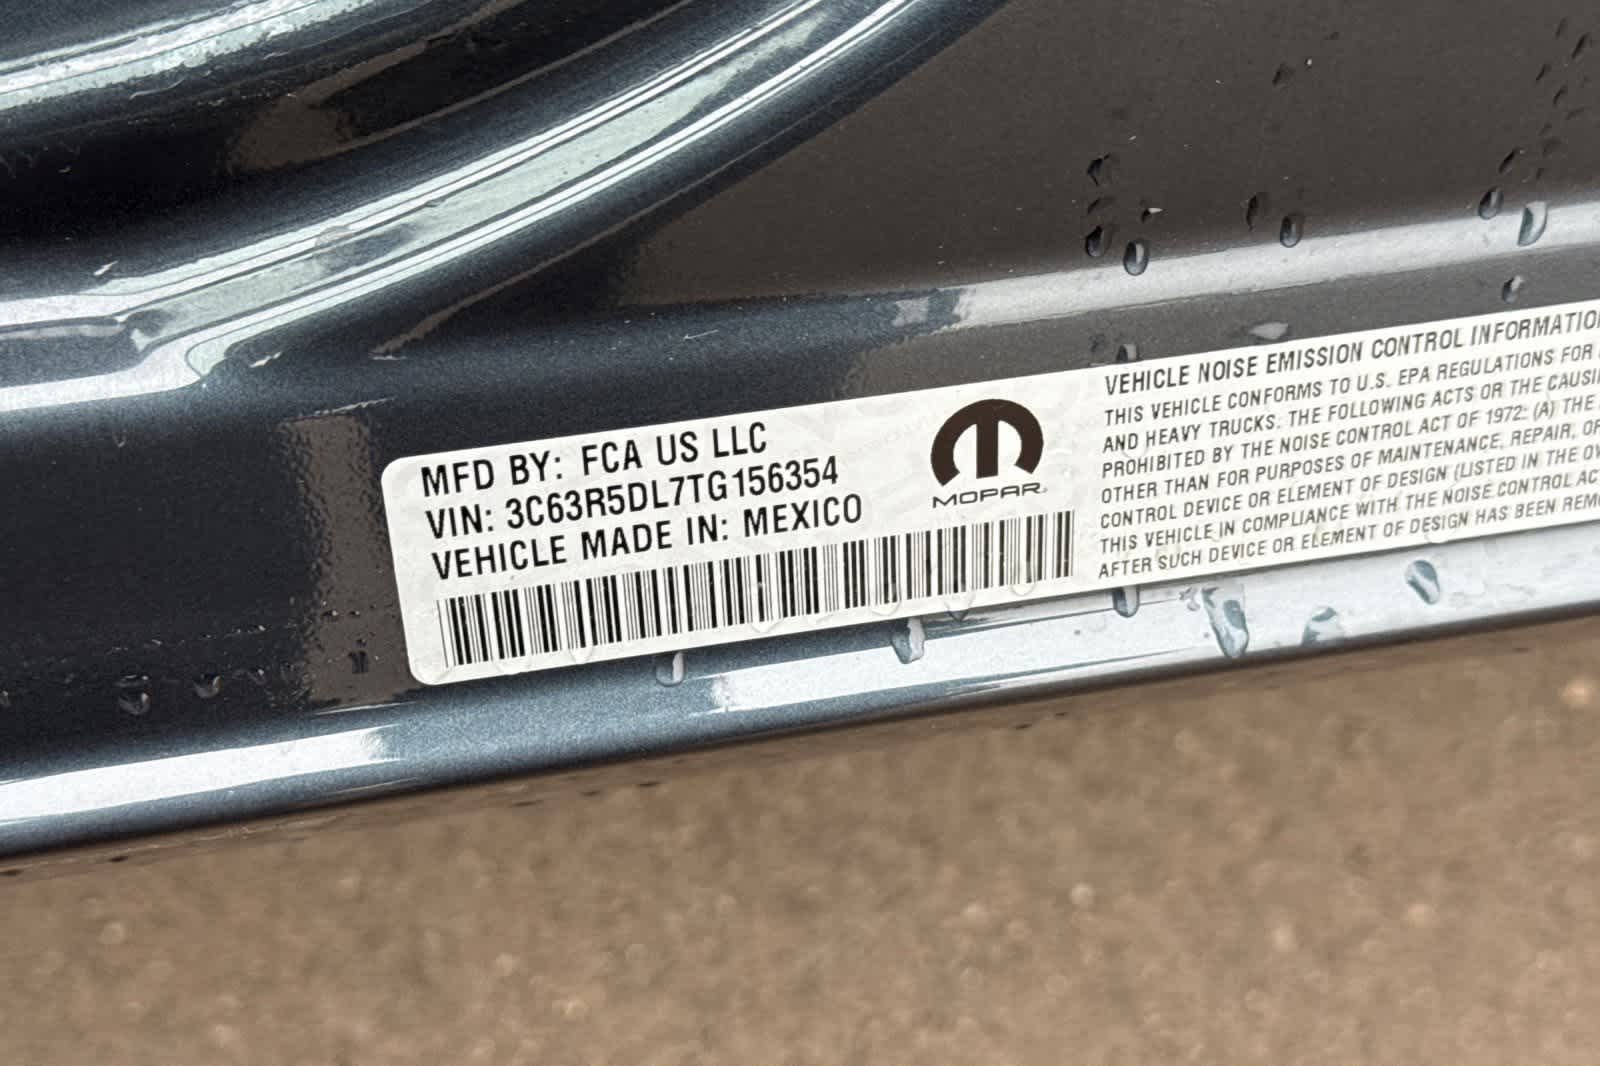 MFD BY: FCA US LLC
VIN: 3C63R5DL7TG156354
VEHICLE MADE IN: MEXICO
MOPAR
VEHICLE NOISE EMISSION CONTROL INFORMATION
THIS VEHICLE CONFORMS TO U.S. EPA REGULATIONS FOR
AND HEAVY TRUCKS. THE FOLLOWING ACTS OR THE
PROHIBITED BY THE NOISE CONTROL ACT OF 1972: (A) THE
OTHER THAN FOR PURPOSES OF MAINTENANCE, REPAIR, OR
CONTROL DEVICE OR ELEMENT OF DESIGN (LISTED IN THE
THIS VEHICLE IN COMPLIANCE WITH THE NOISE CONTROL
AFTER SUCH DEVICE OR ELEMENT OF DESIGN HAS BEEN